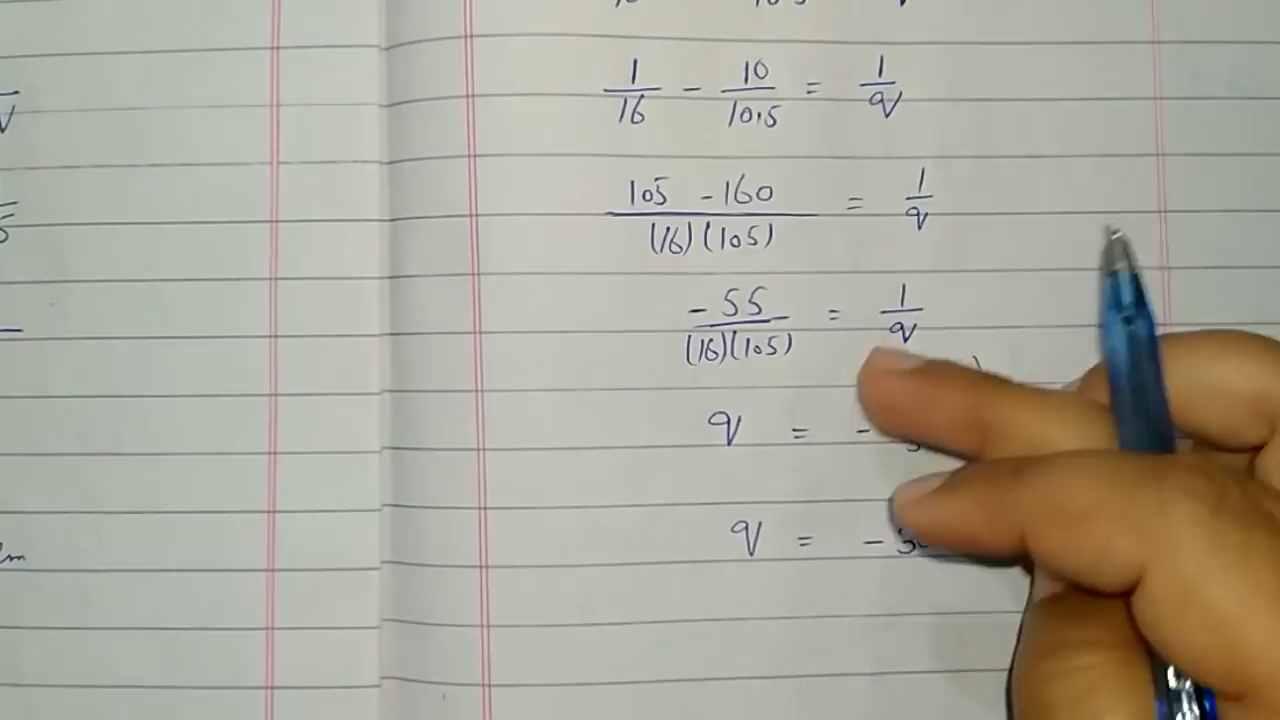 1/16 - 10/10.5 = 1/q
105 - 160/(16)(105) = 1/q
-55/(16)(105) = 1/q
q = -
q = -